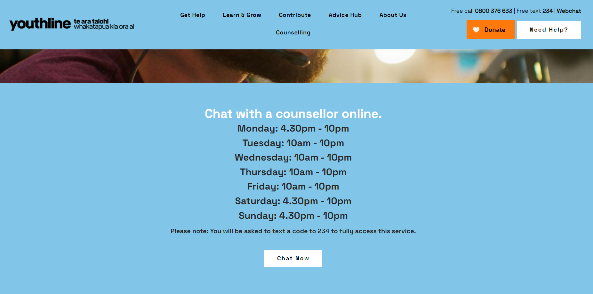 youthline te ara taiohi
whakatapua kia ora ai
Get Help
Learn & Grow
Contribute
Advice Hub
About Us
Counselling
Free call 0800 376 633 | Free text 234 | Webchat
Donate
Need Help?
Chat with a counsellor online.
Monday: 4.30pm - 10pm
Tuesday: 10am - 10pm
Wednesday: 10am - 10pm
Thursday: 10am - 10pm
Friday: 10am - 10pm
Saturday: 4.30pm - 10pm
Sunday: 4.30pm - 10pm
Please note: You will be asked to text a code to 234 to fully access this service.
Chat Now